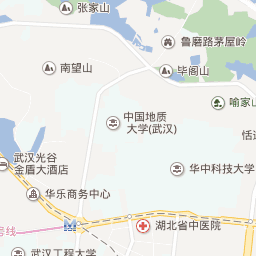 张家山
鲁磨路茅屋岭
南望山
毕阁山
喻家山
中国地质
大学(武汉)
恬
武汉光谷
金盾大酒店
华中科技大学
华乐商务中心
号线
湖北省中医院
武汉工程大学